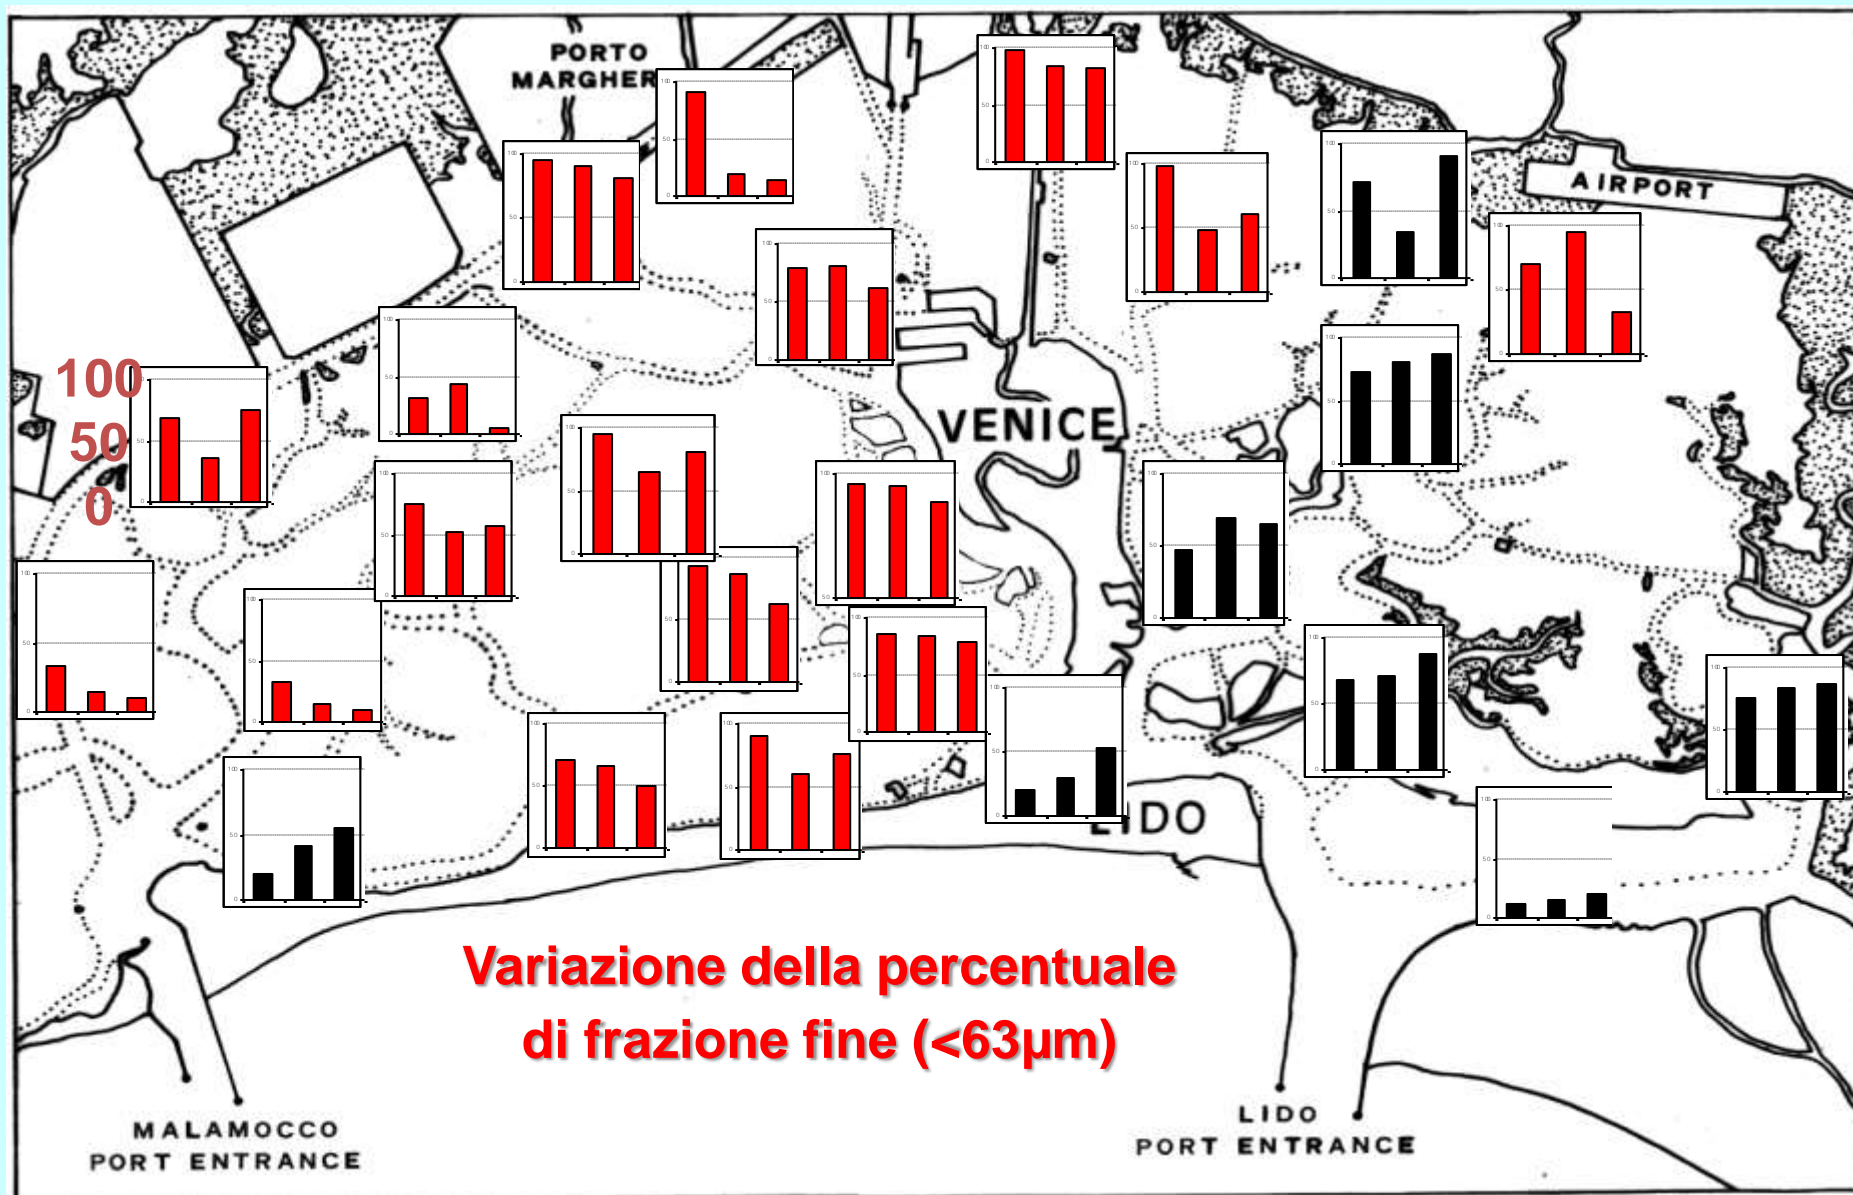 PORTO
MARGHER
AIRPORT
100
50
0
VENICE
LIDO
Variazione della percentuale
di frazione fine (<63µm)
MALAMOCCO
PORT ENTRANCE
LIDO
PORT ENTRANCE